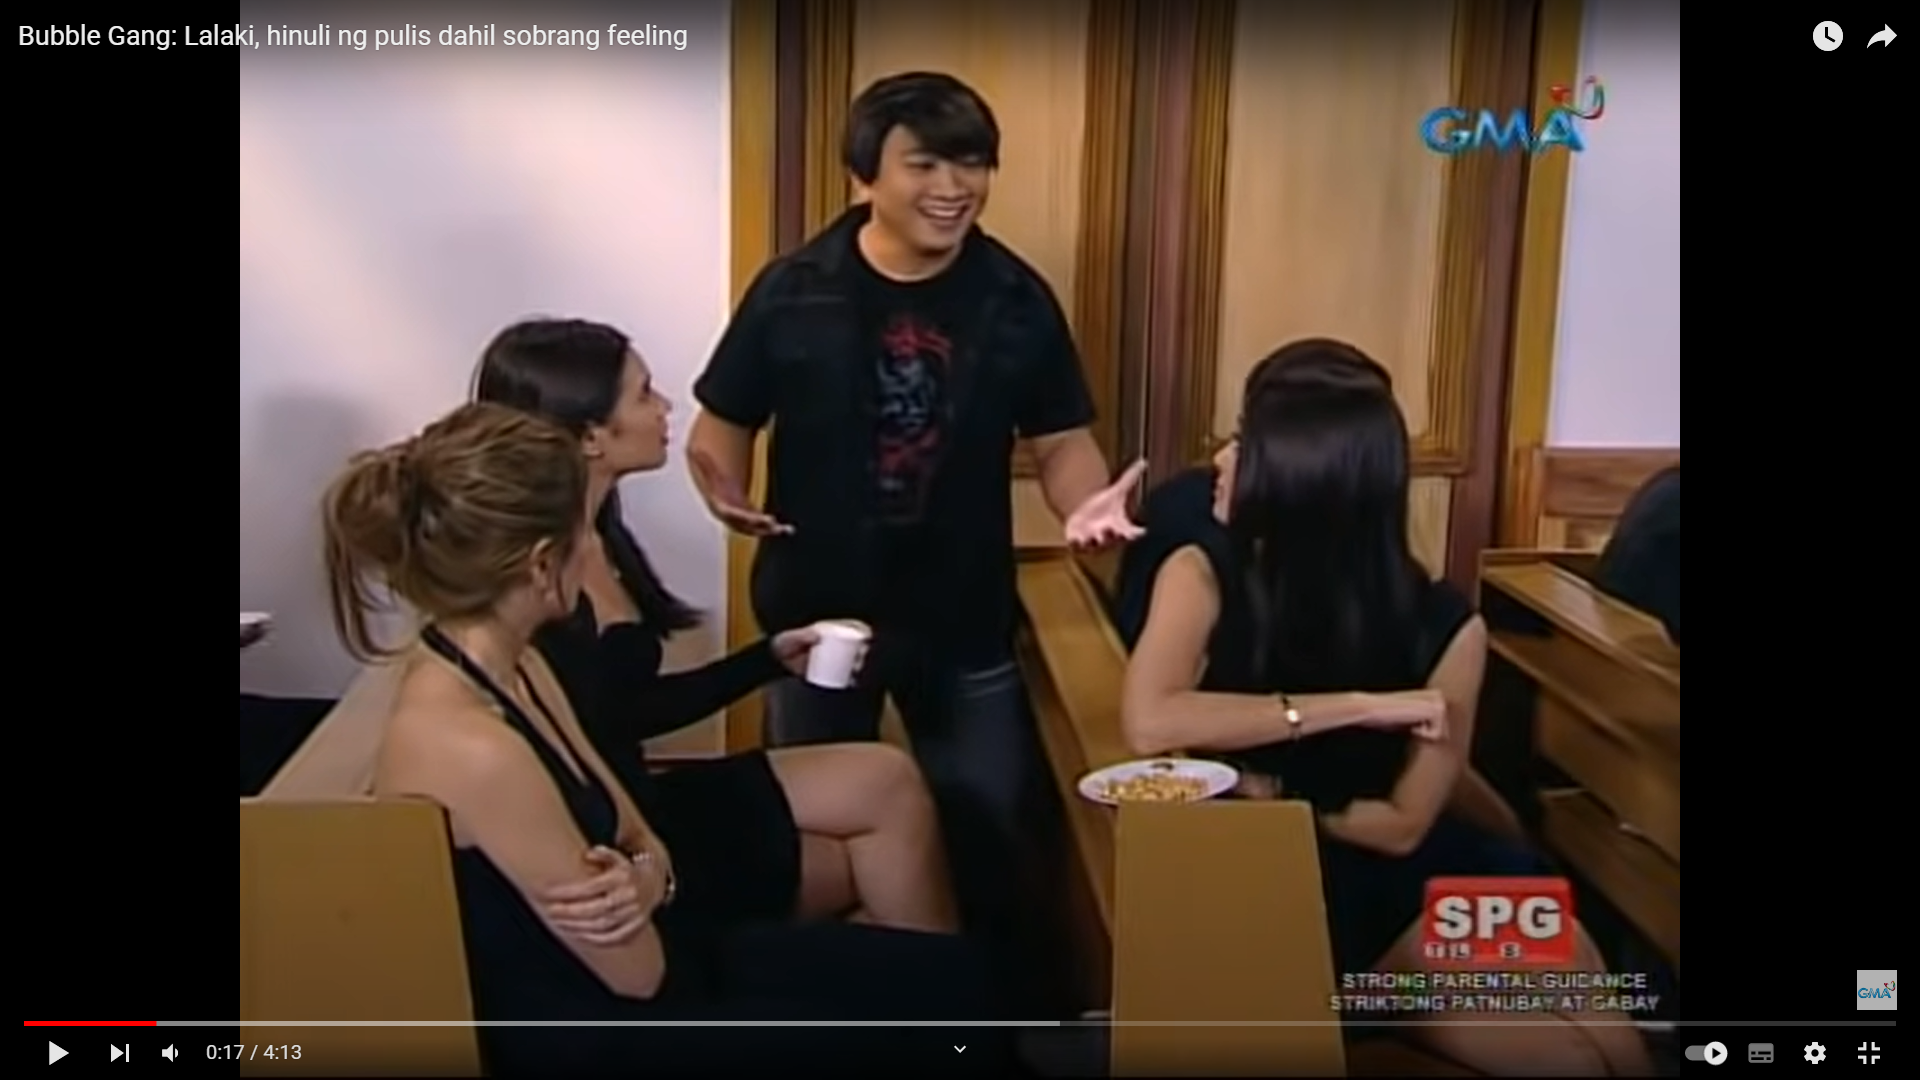 Bubble Gang: Lalaki, hinuli ng pulis dahil sobrang feeling
GMA
SPG
STRONG PARENTAL GUIDANCE
STRIKTONG PATNUBAY AT GABAY
GMA
0:17 / 4:13